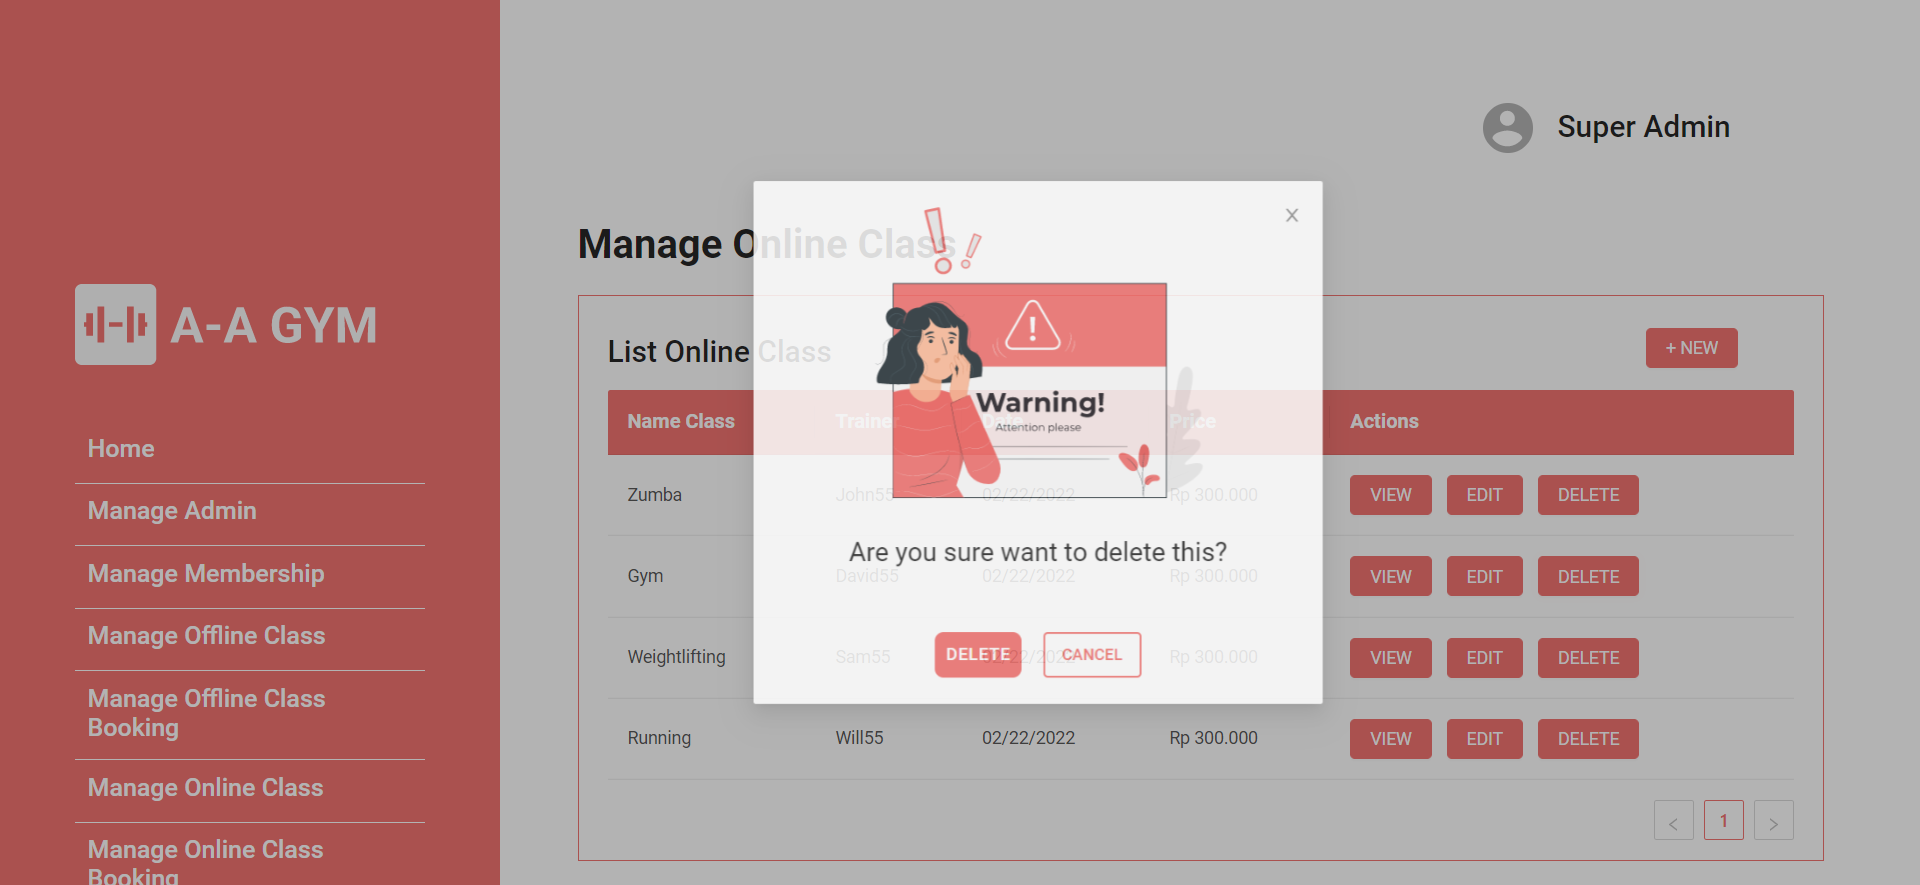 Super Admin
A-A GYM
Home
Manage Admin
Manage Membership
Manage Offline Class
Manage Offline Class
Booking
Manage Online Class
Manage Online Class
Booking
Manage Online Class
List Online Class
+ NEW
Name Class Trainer Date Price Actions
Zumba John55 02/22/2022 Rp 300.000 VIEW EDIT DELETE
Gym David55 02/22/2022 Rp 300.000 VIEW EDIT DELETE
Weightlifting Sam55 02/22/2022 Rp 300.000 VIEW EDIT DELETE
Running Will55 02/22/2022 Rp 300.000 VIEW EDIT DELETE
< 1 >
X
!
Warning!
Attention please
Are you sure want to delete this?
DELETE CANCEL